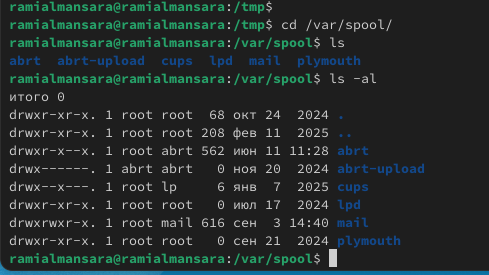 ramialmansara@ramialmansara:/tmp$
ramialmansara@ramialmansara:/tmp$ cd /var/spool/
ramialmansara@ramialmansara:/var/spool$ ls
abrt abrt-upload cups lpd mail plymouth
ramialmansara@ramialmansara:/var/spool$ ls -al
итого 0
drwxr-xr-x. 1 root root 68 окт 24 2024 .
drwxr-xr-x. 1 root root 208 фев 11 2025 ..
drwxr-x--x. 1 root abrt 562 июн 11 11:28 abrt
drwx------. 1 abrt abrt 0 ноя 20 2024 abrt-upload
drwx--x---. 1 root lp 6 янв 7 2025 cups
drwxr-xr-x. 1 root root 0 июл 17 2024 lpd
drwxrwxr-x. 1 root mail 616 сен 3 14:40 mail
drwxr-xr-x. 1 root root 0 сен 21 2024 plymouth
ramialmansara@ramialmansara:/var/spool$